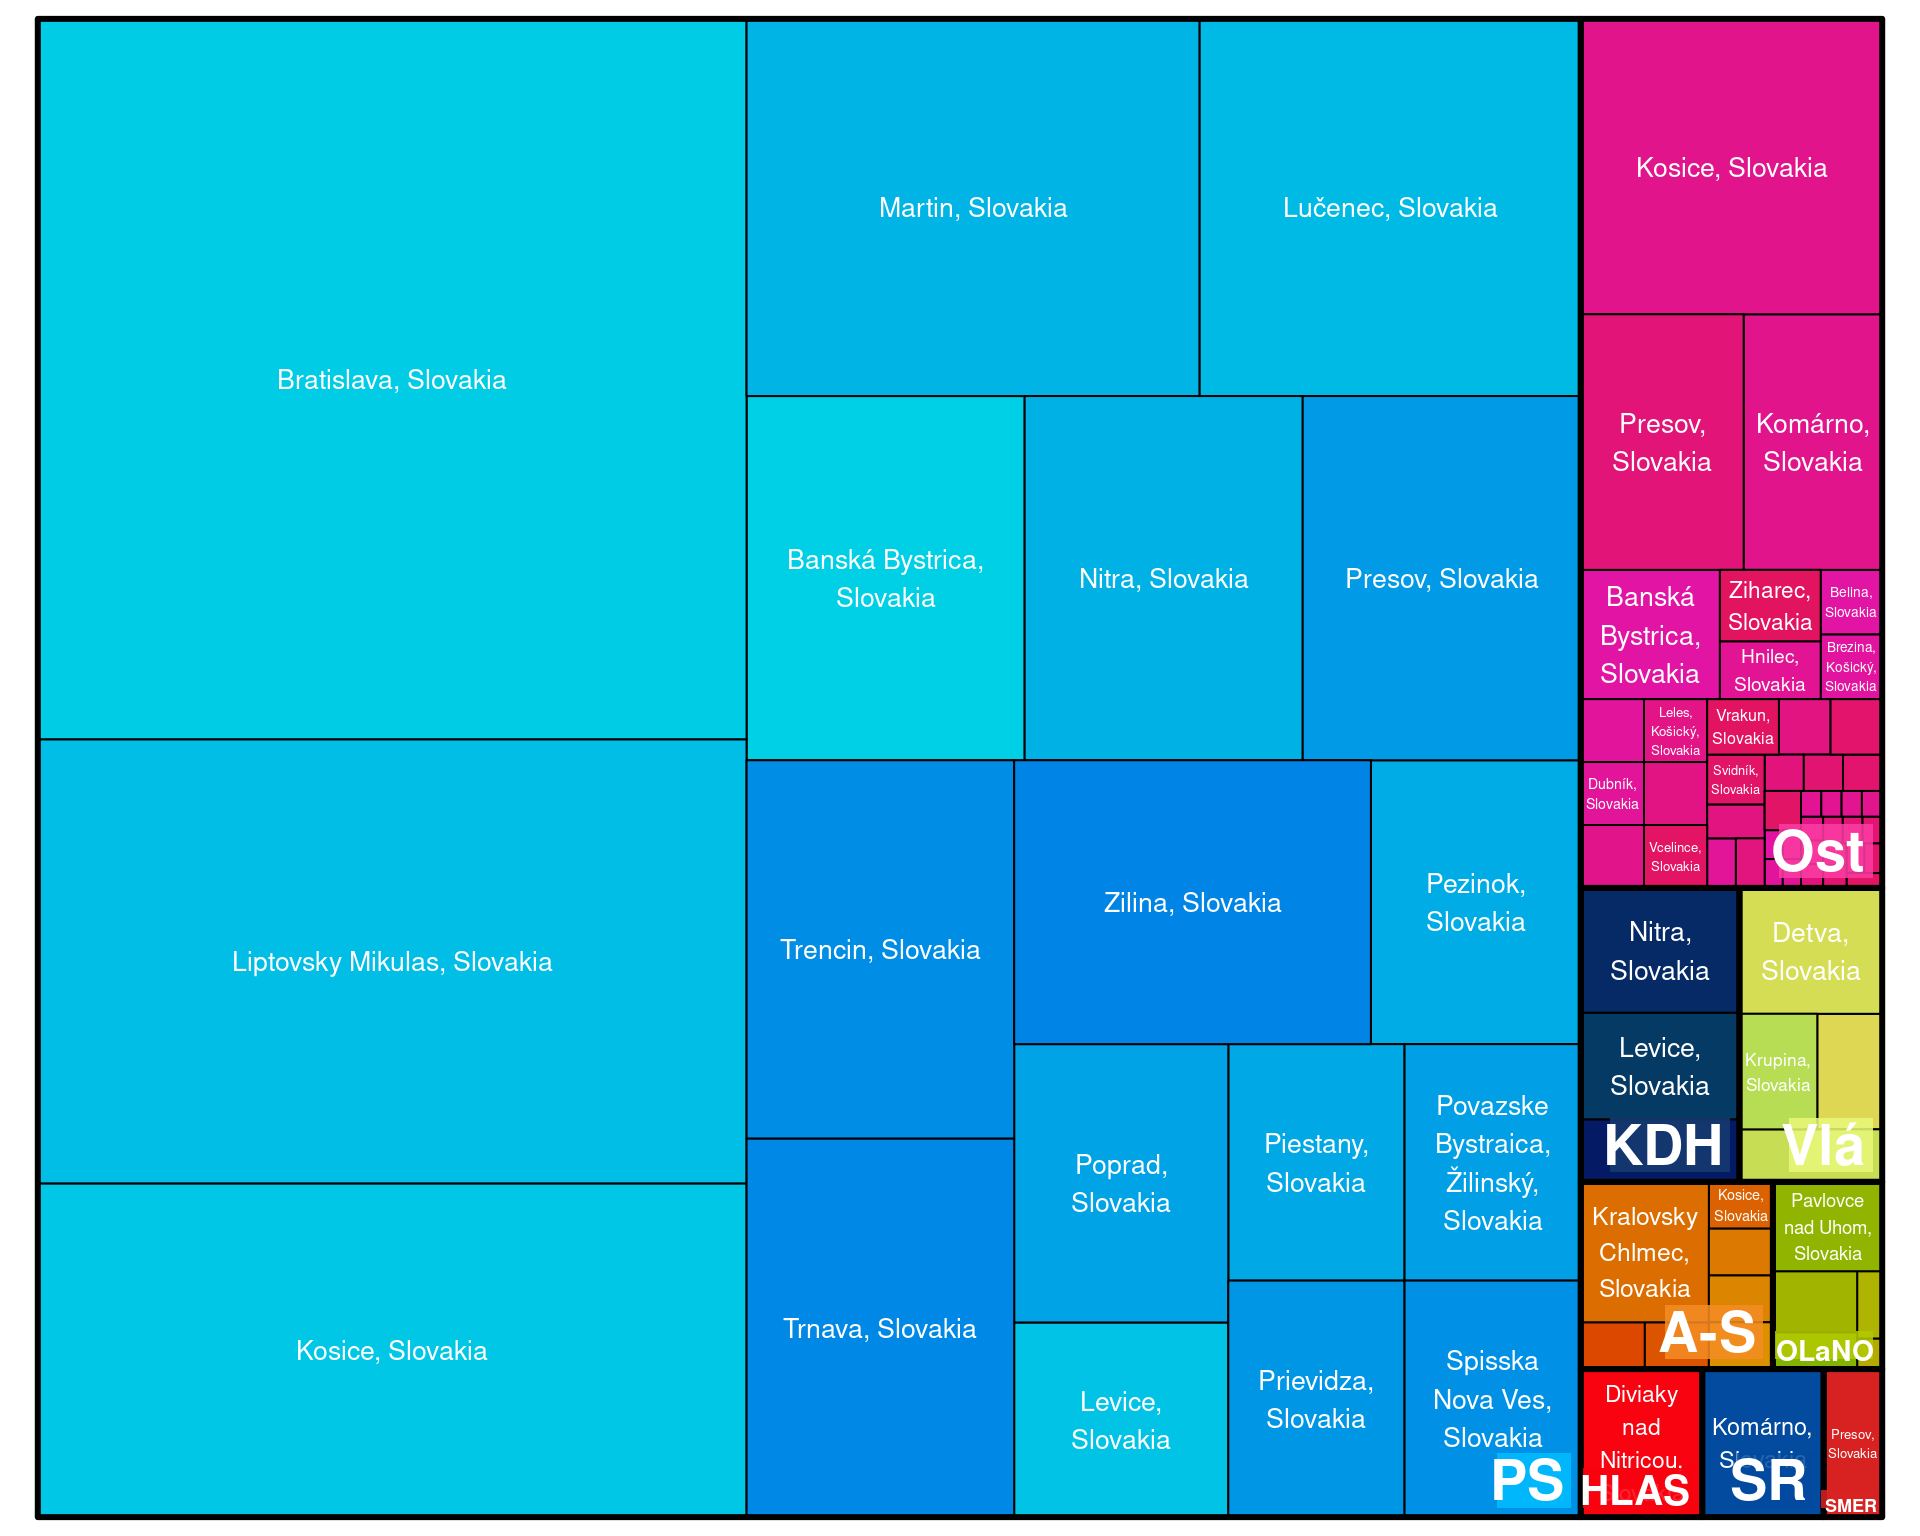 Bratislava, Slovakia
Liptovsky Mikulas, Slovakia
Kosice, Slovakia
Martin, Slovakia
Lučenec, Slovakia
Banská Bystrica,
Slovakia
Nitra, Slovakia
Presov, Slovakia
Trencin, Slovakia
Trnava, Slovakia
Zilina, Slovakia
Pezinok,
Slovakia
Poprad,
Slovakia
Levice,
Slovakia
Piestany,
Slovakia
Povazske
Bystraica,
Žilinský,
Slovakia
Prievidza,
Slovakia
Spisska
Nova Ves,
Slovakia
PS
Kosice, Slovakia
Presov,
Slovakia
Komárno,
Slovakia
Banská
Bystrica,
Slovakia
Ziharec,
Slovakia
Hnilec,
Slovakia
Belina,
Slovakia
Brezina,
Košický,
Slovakia
Leles,
Košický,
Slovakia
Dubník,
Slovakia
Vcelince,
Slovakia
Vrakun,
Slovakia
Svidník,
Slovakia
Ost
Nitra,
Slovakia
Levice,
Slovakia
KDH
Detva,
Slovakia
Krupina,
Slovakia
Vlá
Kralovsky
Chlmec,
Slovakia
Kosice,
Slovakia
A-S
Pavlovce
nad Uhom,
Slovakia
OLaNO
Diviaky
nad
Nitricou.
HLAS
Komárno,
Slovakia
SR
Presov,
Slovakia
SMER